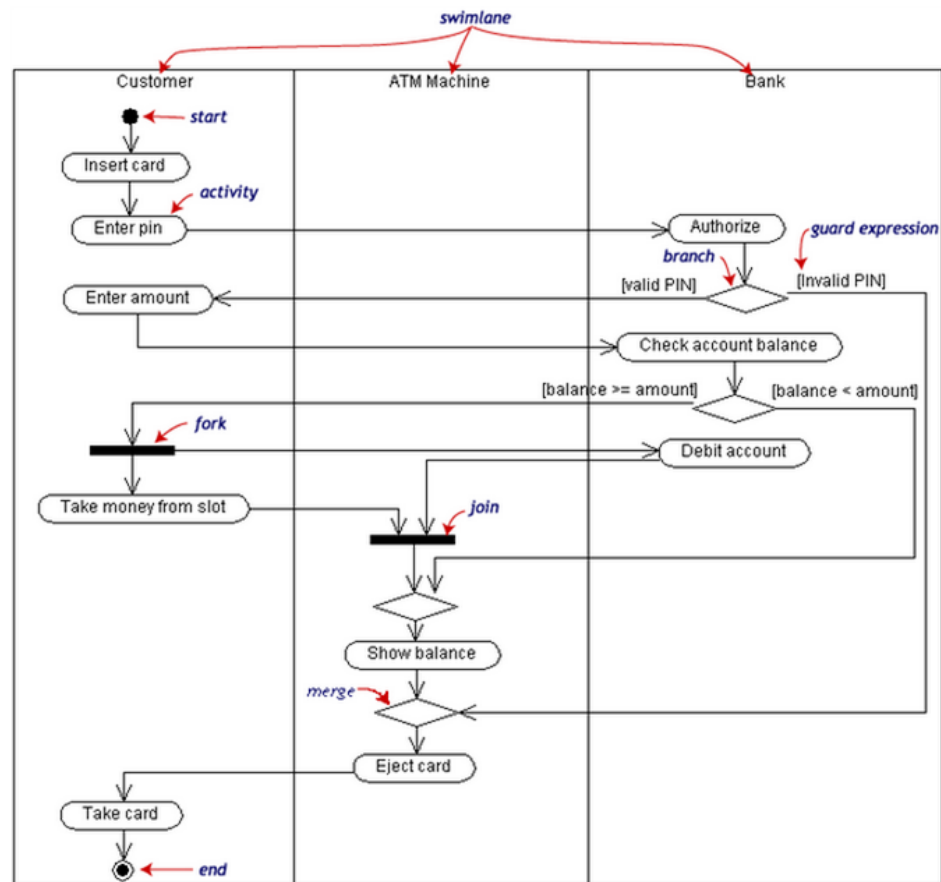 swimlane
Customer
ATM Machine
Bank
start
Insert card
activity
Enter pin
Authorize
guard expression
branch
[valid PIN]
[Invalid PIN]
Enter amount
Check account balance
[balance >= amount]
[balance < amount]
fork
Debit account
Take money from slot
join
Show balance
merge
Eject card
Take card
end